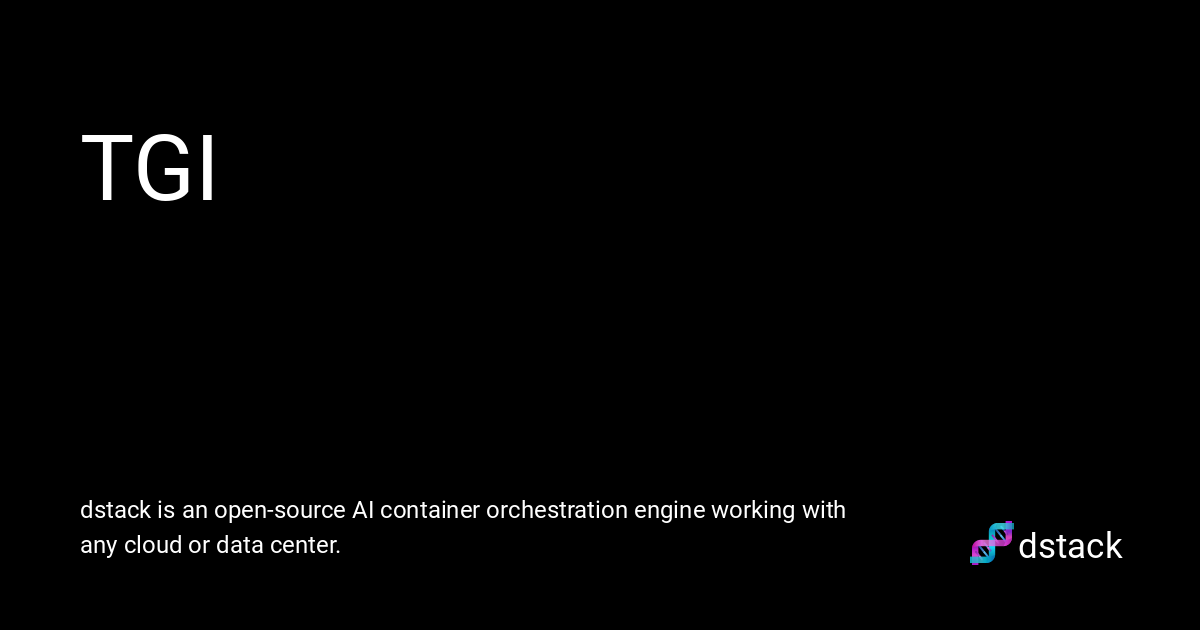 TGI
dstack is an open-source AI container orchestration engine working with
any cloud or data center.
dstack